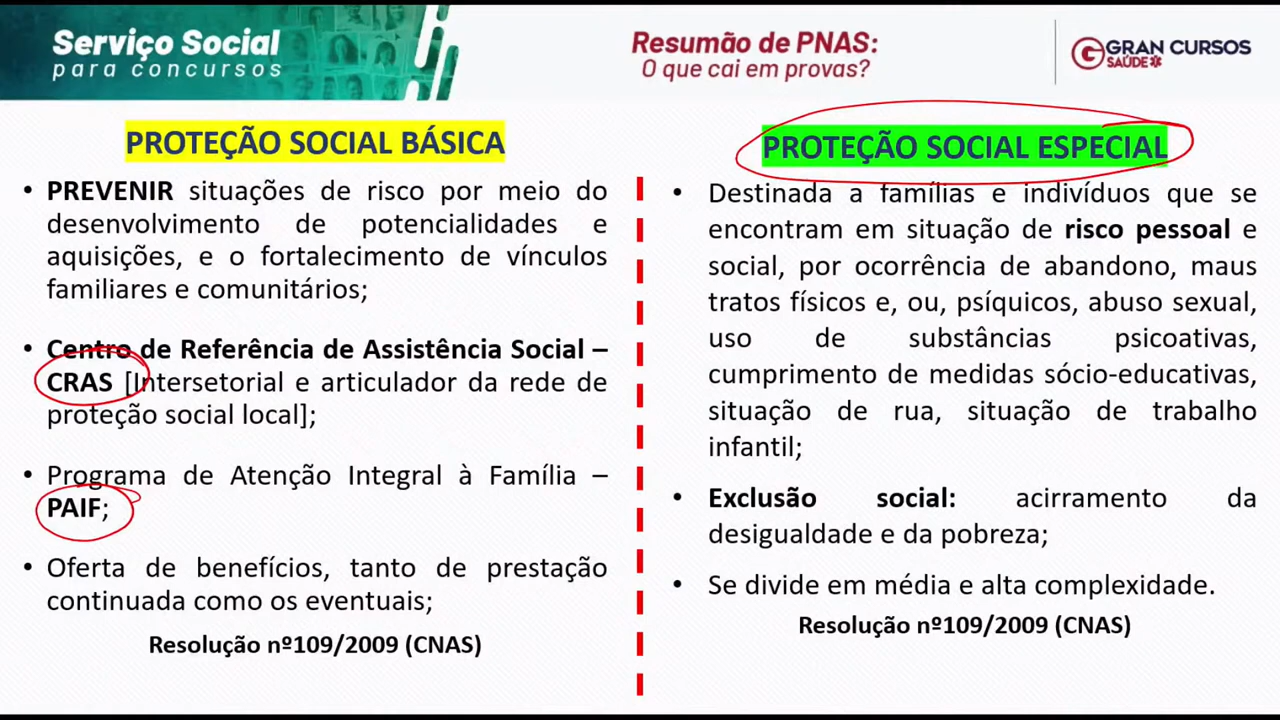 Serviço Social
para concursos
Resumão de PNAS:
O que cai em provas?
GRAN CURSOS
SAÚDE
PROTEÇÃO SOCIAL BÁSICA
• PREVENIR situações de risco por meio do
desenvolvimento de potencialidades e
aquisições, e o fortalecimento de vínculos
familiares e comunitários;
• Centro de Referência de Assistência Social –
CRAS [Intersetorial e articulador da rede de
proteção social local];
• Programa de Atenção Integral à Família –
PAIF;
• Oferta de benefícios, tanto de prestação
continuada como os eventuais;
Resolução nº109/2009 (CNAS)
PROTEÇÃO SOCIAL ESPECIAL
• Destinada a famílias e indivíduos que se
encontram em situação de risco pessoal e
social, por ocorrência de abandono, maus
tratos físicos e, ou, psíquicos, abuso sexual,
uso de substâncias psicoativas,
cumprimento de medidas sócio-educativas,
situação de rua, situação de trabalho
infantil;
• Exclusão social: acirramento da
desigualdade e da pobreza;
• Se divide em média e alta complexidade.
Resolução nº109/2009 (CNAS)